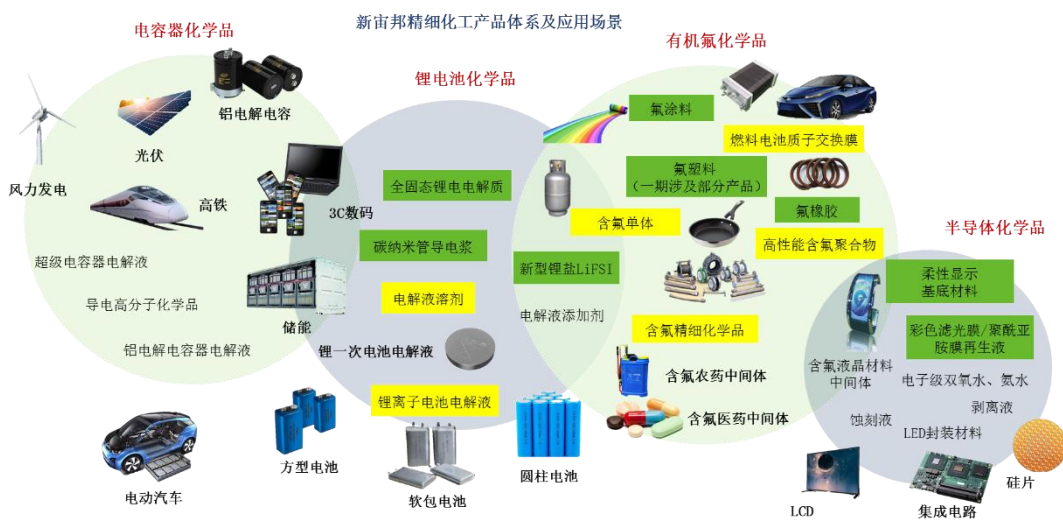 新宙邦精细化工产品体系及应用场景
电容器化学品
铝电解电容
光伏
风力发电
高铁
3C数码
超级电容器电解液
导电高分子化学品
储能
铝电解电容器电解液
电动汽车
锂电池化学品
全固态锂电电解质
碳纳米管导电浆
电解液溶剂
锂一次电池电解液
锂离子电池电解液
方型电池
软包电池
圆柱电池
新型锂盐LiFSI
电解液添加剂
有机氟化学品
氟涂料
燃料电池质子交换膜
氟塑料
(一期涉及部分产品)
含氟单体
氟橡胶
高性能含氟聚合物
含氟精细化学品
含氟农药中间体
含氟医药中间体
半导体化学品
柔性显示
基底材料
彩色滤光膜/聚酰亚
胺膜再生液
含氟液晶材料
中间体
电子级双氧水、氨水
剥离液
蚀刻液
LED封装材料
硅片
LCD
集成电路